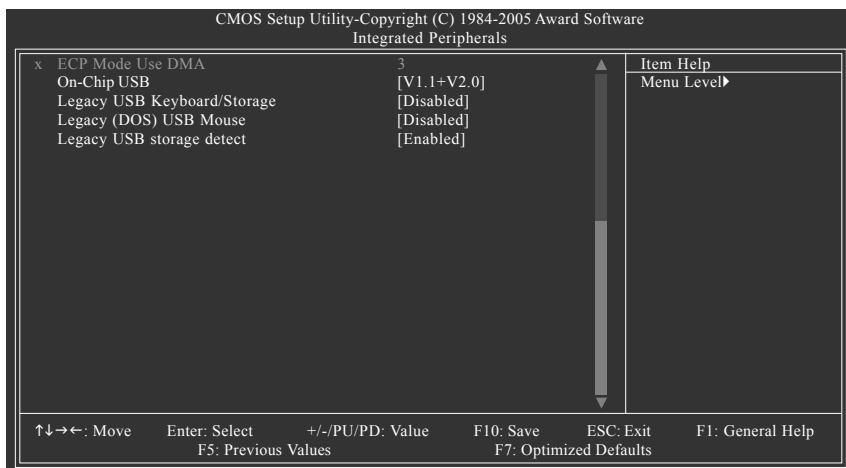 CMOS Setup Utility-Copyright (C) 1984-2005 Award Software
Integrated Peripherals
x ECP Mode Use DMA 3
On-Chip USB [V1.1+V2.0]
Legacy USB Keyboard/Storage [Disabled]
Legacy (DOS) USB Mouse [Disabled]
Legacy USB storage detect [Enabled]
Item Help
Menu Level▶
↑↓→←: Move Enter: Select +/-/PU/PD: Value F10: Save ESC: Exit F1: General Help
F5: Previous Values F7: Optimized Defaults